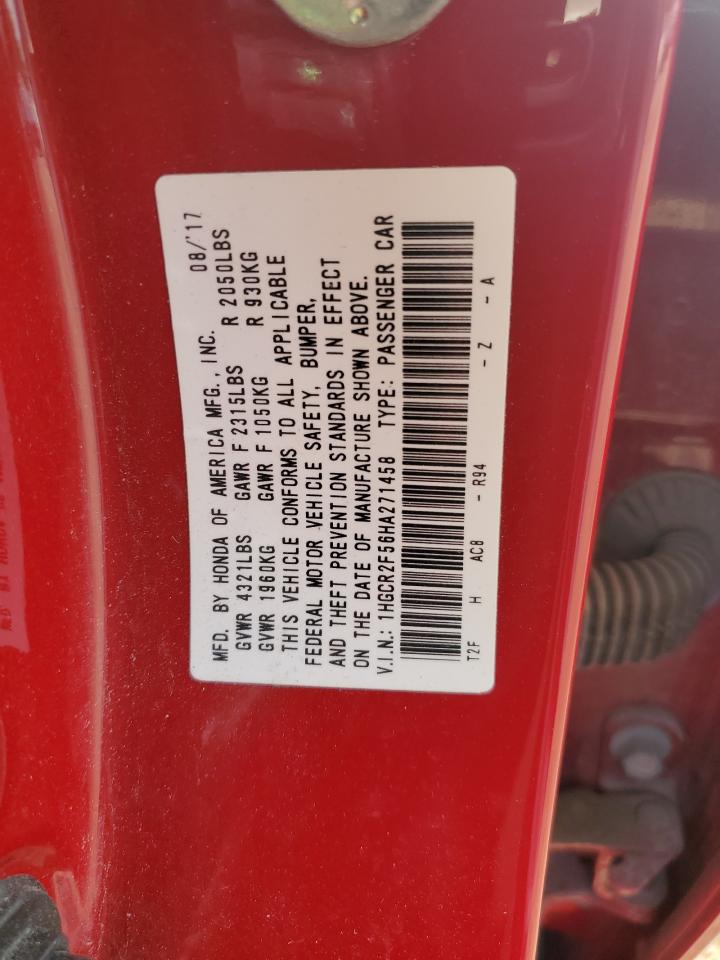 MFD. BY HONDA OF AMERICA MFG., INC. 08/'17
GVWR 4321LBS GAWR F 2315LBS R 2050LBS
GVWR 1960KG GAWR F 1050KG R 930KG
THIS VEHICLE CONFORMS TO ALL APPLICABLE
FEDERAL MOTOR VEHICLE SAFETY, BUMPER,
AND THEFT PREVENTION STANDARDS IN EFFECT
ON THE DATE OF MANUFACTURE SHOWN ABOVE.
V.I.N.: 1HGCR2F56HA271458 TYPE: PASSENGER CAR
T2F H AC8 - R94 - Z - A